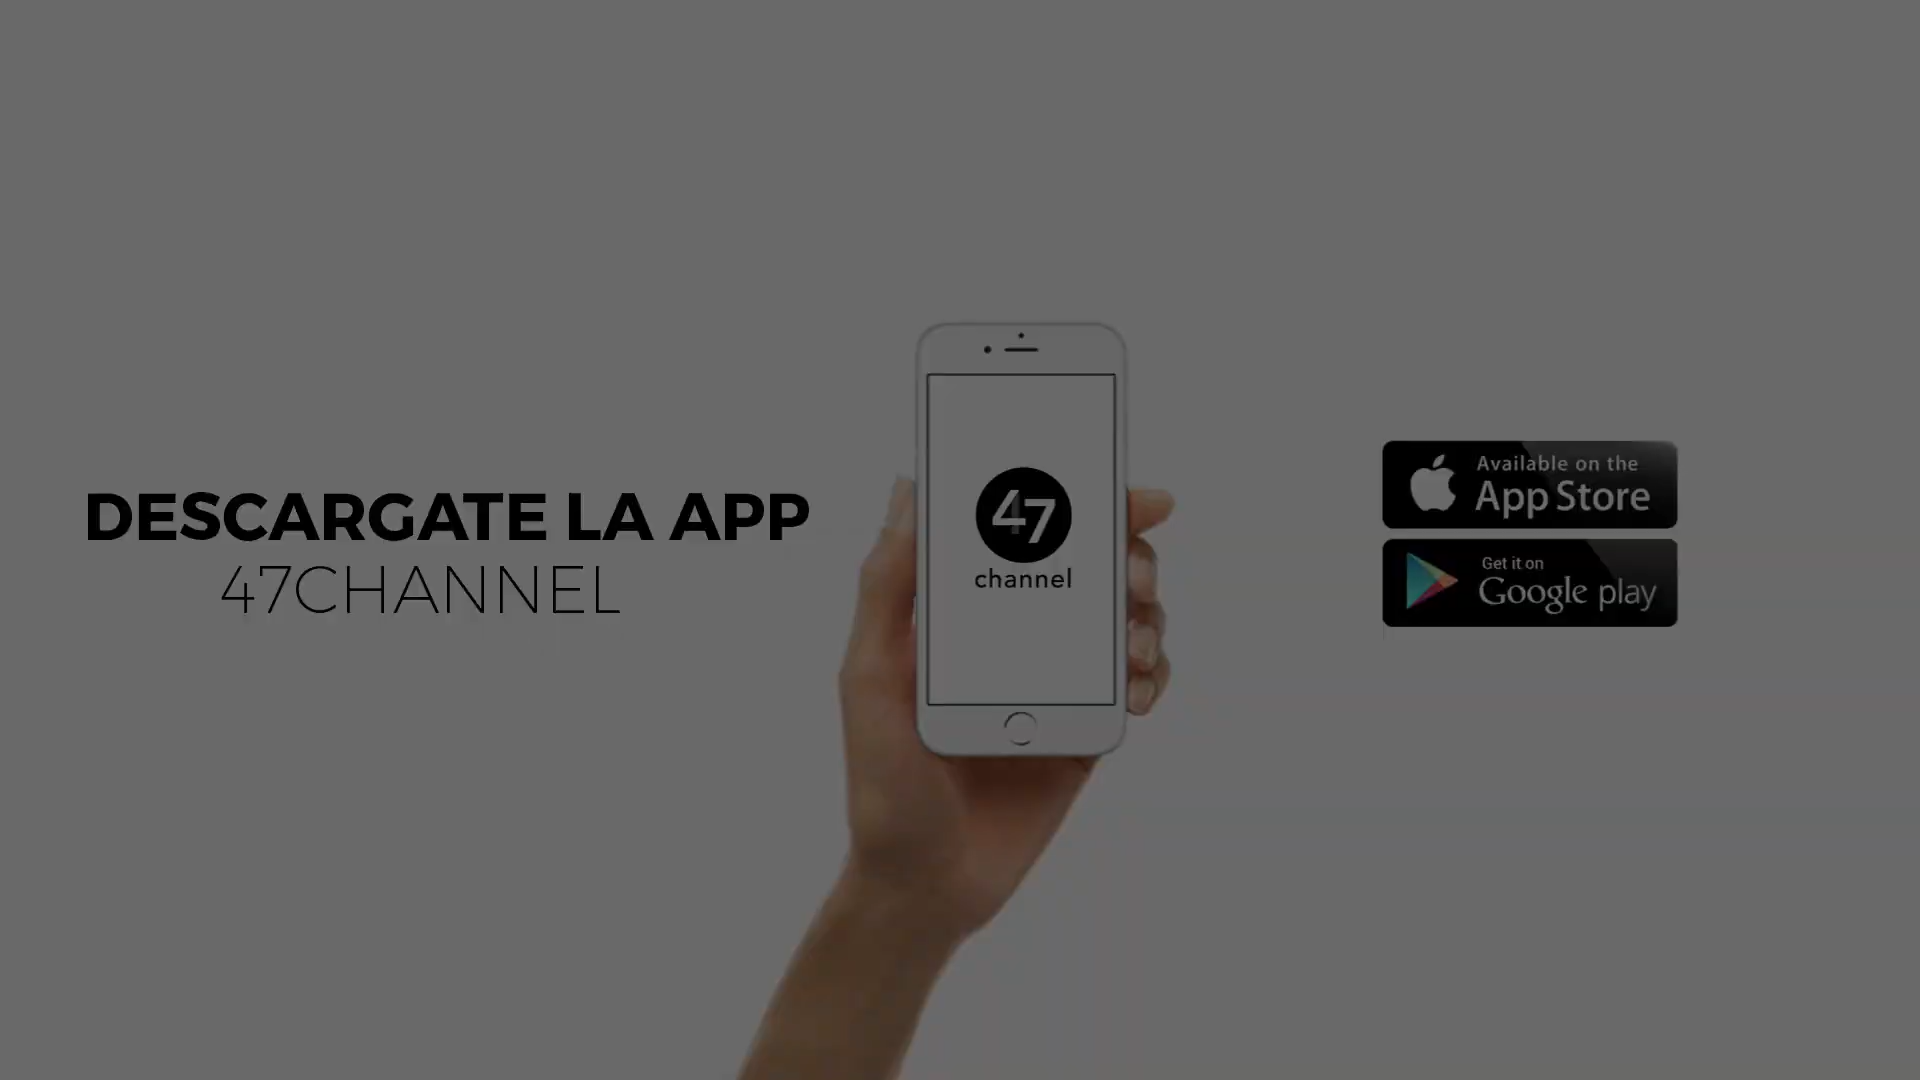 DESCARGATE LA APP
47CHANNEL
47
channel
Available on the
App Store
Get it on
Google play